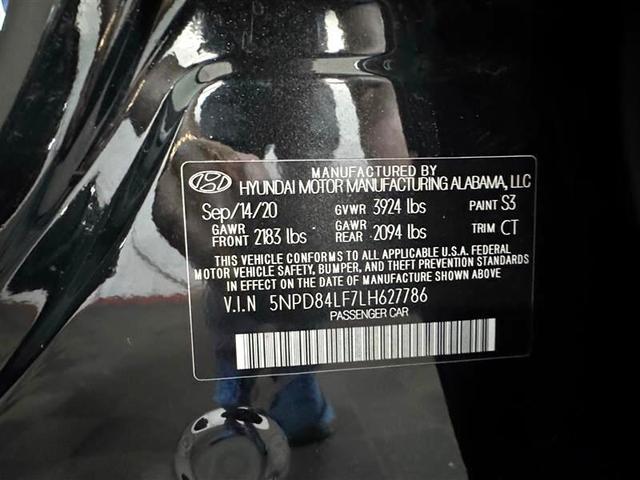 MANUFACTURED BY
HYUNDAI MOTOR MANUFACTURING ALABAMA, LLC
Sep/14/20 GVWR 3924 lbs PAINT S3
GAWR FRONT 2183 lbs GAWR REAR 2094 lbs TRIM CT
THIS VEHICLE CONFORMS TO ALL APPLICABLE U.S.A. FEDERAL
MOTOR VEHICLE SAFETY, BUMPER, AND THEFT PREVENTION STANDARDS
IN EFFECT ON THE DATE OF MANUFACTURE SHOWN ABOVE
V.I.N 5NPD84LF7LH627786
PASSENGER CAR